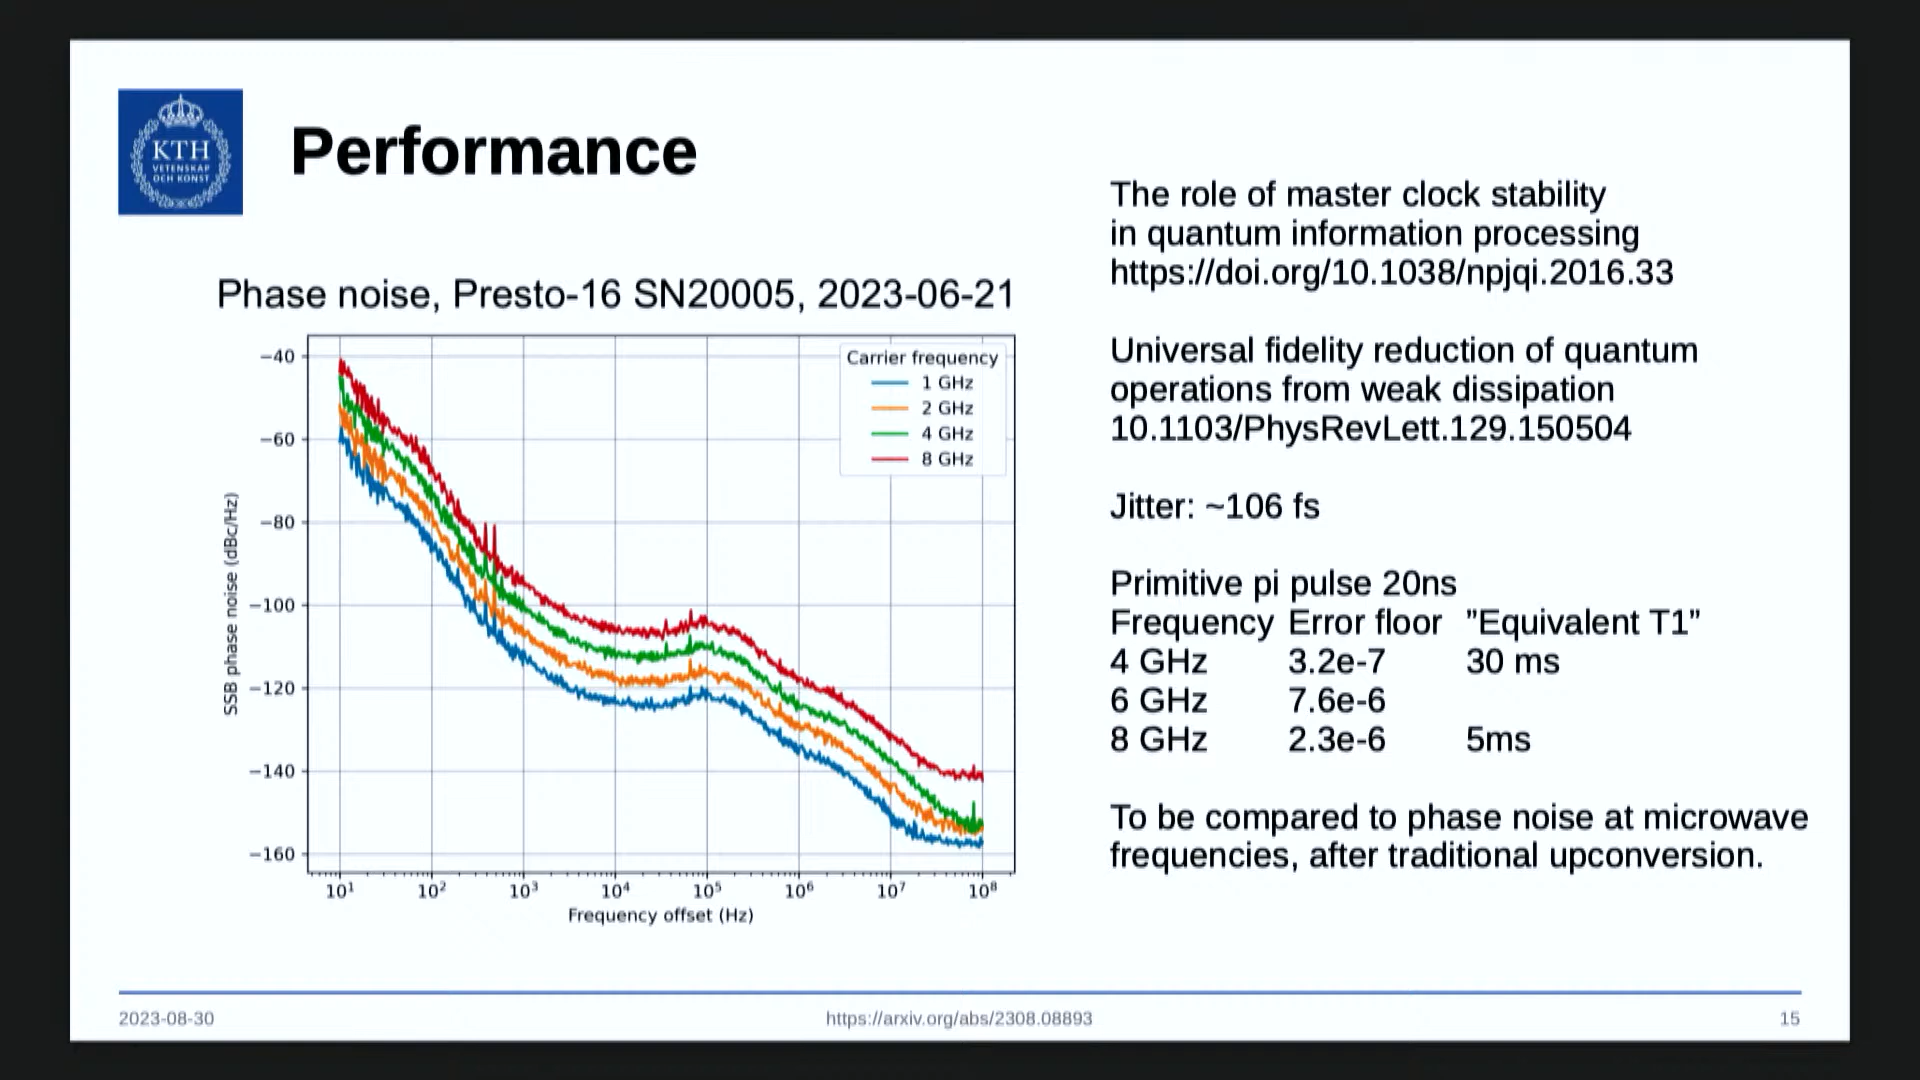 KTH
VETENSKAP
OCH KONST
Performance
Phase noise, Presto-16 SN20005, 2023-06-21
−40
−60
−80
−100
−120
−140
−160
SSB phase noise (dBc/Hz)
Carrier frequency
1 GHz
2 GHz
4 GHz
8 GHz
10¹ 10² 10³ 10⁴ 10⁵ 10⁶ 10⁷ 10⁸
Frequency offset (Hz)
The role of master clock stability
in quantum information processing
https://doi.org/10.1038/npjqi.2016.33
Universal fidelity reduction of quantum
operations from weak dissipation
10.1103/PhysRevLett.129.150504
Jitter: ~106 fs
Primitive pi pulse 20ns
Frequency Error floor "Equivalent T1”
4 GHz 3.2e-7 30 ms
6 GHz 7.6e-6
8 GHz 2.3e-6 5ms
To be compared to phase noise at microwave
frequencies, after traditional upconversion.
2023-08-30 https://arxiv.org/abs/2308.08893 15